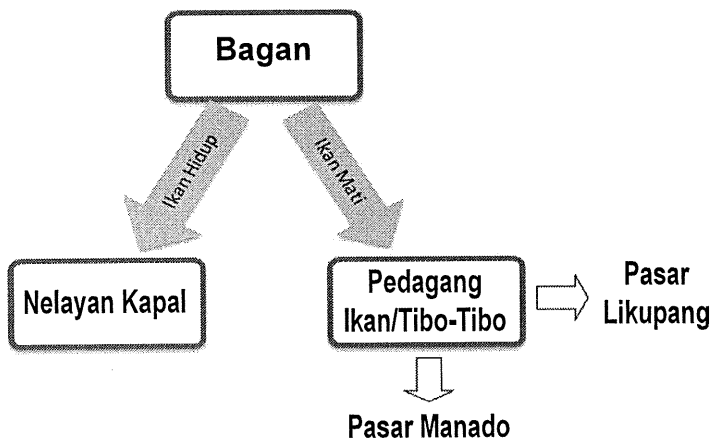 Bagan
Ikan Hidup
Ikan Mati
Nelayan Kapal
Pedagang
Ikan/Tibo-Tibo
Pasar
Likupang
Pasar Manado